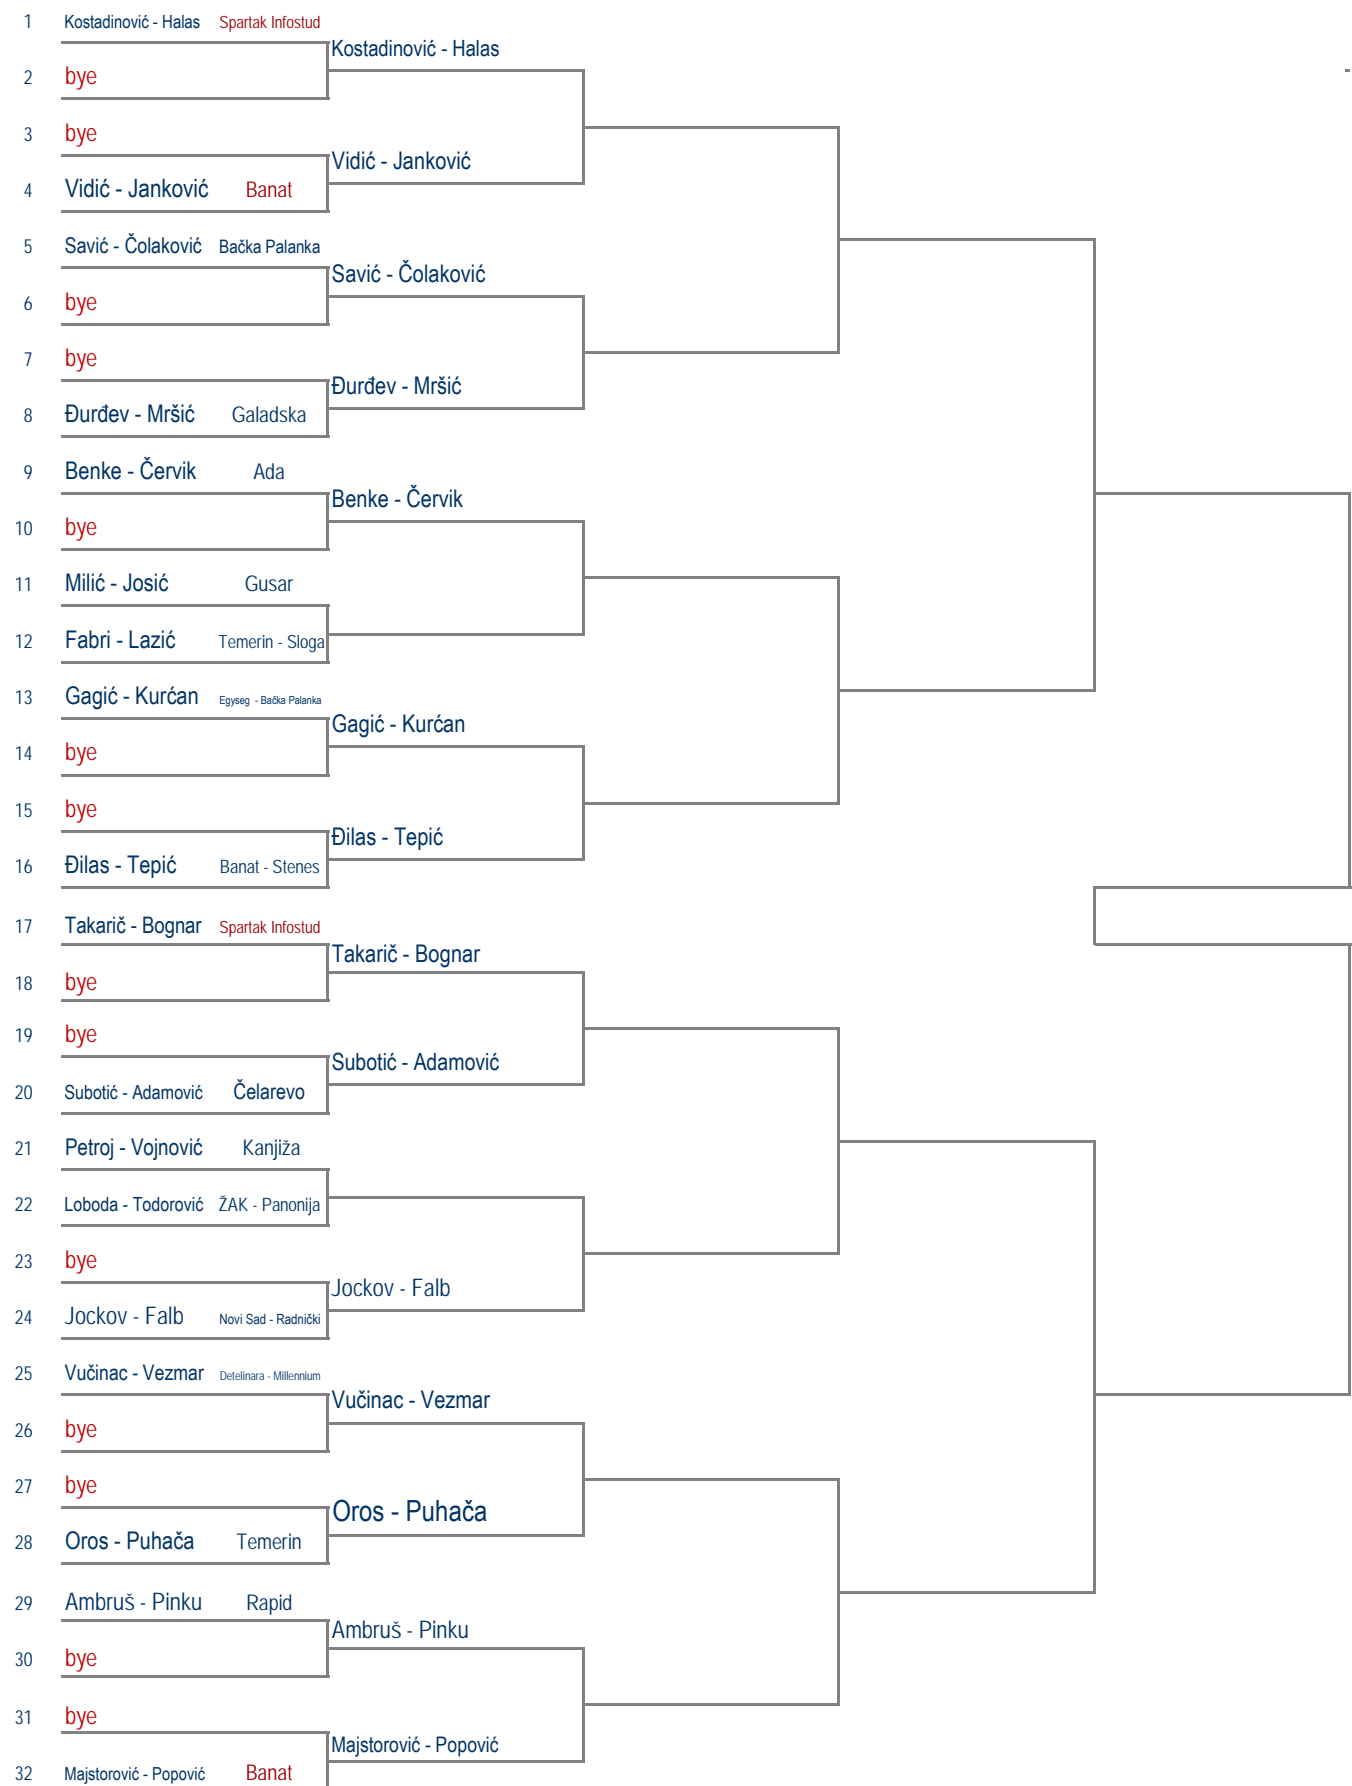 1 Kostadinović - Halas Spartak Infostud
Kostadinović - Halas
2 bye
3 bye
Vidić - Janković
4 Vidić - Janković Banat
5 Savić - Čolaković Bačka Palanka
Savić - Čolaković
6 bye
7 bye
Đurđev - Mršić
8 Đurđev - Mršić Galadska
9 Benke - Červik Ada
Benke - Červik
10 bye
11 Milić - Josić Gusar
12 Fabri - Lazić Temerin - Sloga
13 Gagić - Kurćan Egyseg - Bačka Palanka
Gagić - Kurćan
14 bye
15 bye
Đilas - Tepić
16 Đilas - Tepić Banat - Stenes
17 Takarič - Bognar Spartak Infostud
Takarič - Bognar
18 bye
19 bye
Subotić - Adamović
20 Subotić - Adamović Čelarevo
21 Petroj - Vojnović Kanjiža
22 Loboda - Todorović ŽAK - Panonija
23 bye
Jockov - Falb
24 Jockov - Falb Novi Sad - Radnički
25 Vučinac - Vezmar Detelinara - Millennium
Vučinac - Vezmar
26 bye
27 bye
Oros - Puhača
28 Oros - Puhača Temerin
29 Ambruš - Pinku Rapid
Ambruš - Pinku
30 bye
31 bye
Majstorović - Popović
32 Majstorović - Popović Banat